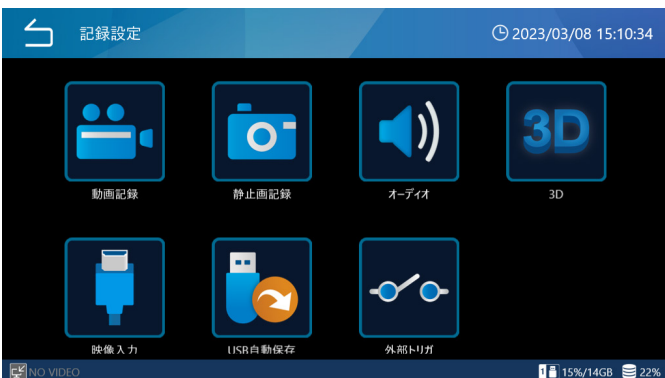 記録設定
2023/03/08 15:10:34
3D
動画記録
静止画記録
オーディオ
3D
映像入力
USB自動保存
外部トリガ
NO VIDEO
1 15%/14GB 22%